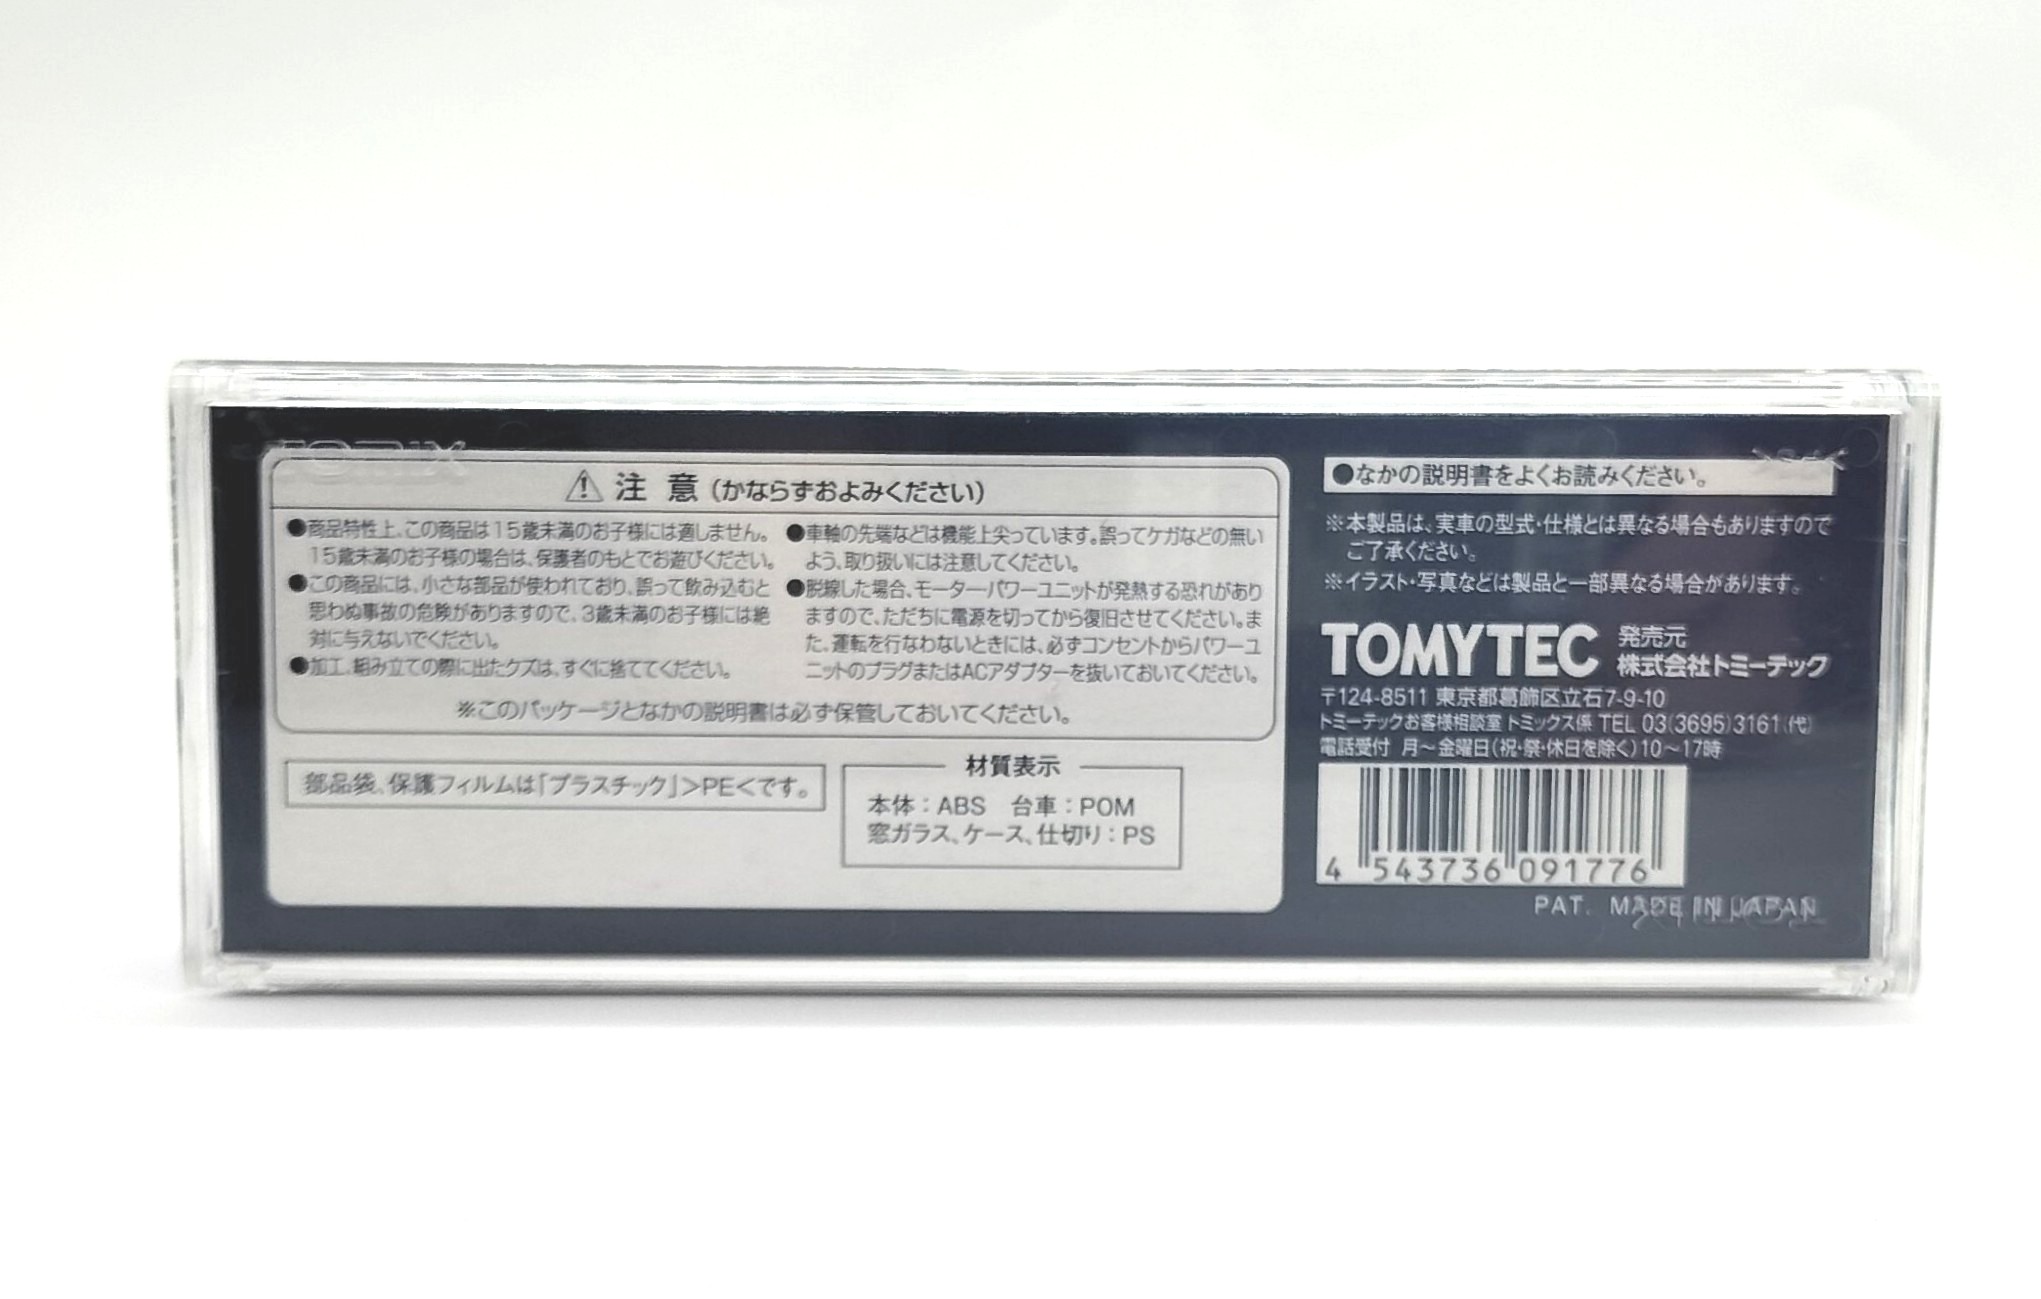 TOMIX
注 意 (かならずおよみください)
●商品特性上、この商品は15歳未満のお子様には適しません。
15歳未満のお子様の場合は、保護者のもとでお遊びください。
●この商品には、小さな部品が使われており、誤って飲み込むと
思わぬ事故の危険がありますので、3歳未満のお子様には絶
対に与えないでください。
●加工、組み立ての際に出たクズは、すぐに捨ててください。
●車軸の先端などは機能上尖っています。誤ってケガなどの無い
よう、取り扱いには注意してください。
●脱線した場合、モーターパワーユニットが発熱する恐れがあり
ますので、ただちに電源を切ってから復旧させてください。ま
た、運転を行なわないときには、必ずコンセントからパワーユ
ニットのプラグまたはACアダプターを抜いておいてください。
※このパッケージとなかの説明書は必ず保管しておいてください。
部品袋、保護フィルムは「プラスチック」>PE<です。
材質表示
本体：ABS 台車：POM
窓ガラス、ケース、仕切り：PS
●なかの説明書をよくお読みください。
※本製品は、実車の型式・仕様とは異なる場合もありますので
ご了承ください。
※イラスト・写真などは製品と一部異なる場合があります。
TOMYTEC
発売元
株式会社トミーテック
〒124-8511 東京都葛飾区立石7-9-10
トミーテックお客様相談室 トミックス係 TEL 03(3695)3161(代)
電話受付 月～金曜日(祝・祭・休日を除く)10～17時
4 543736 091776
PAT. MADE IN JAPAN